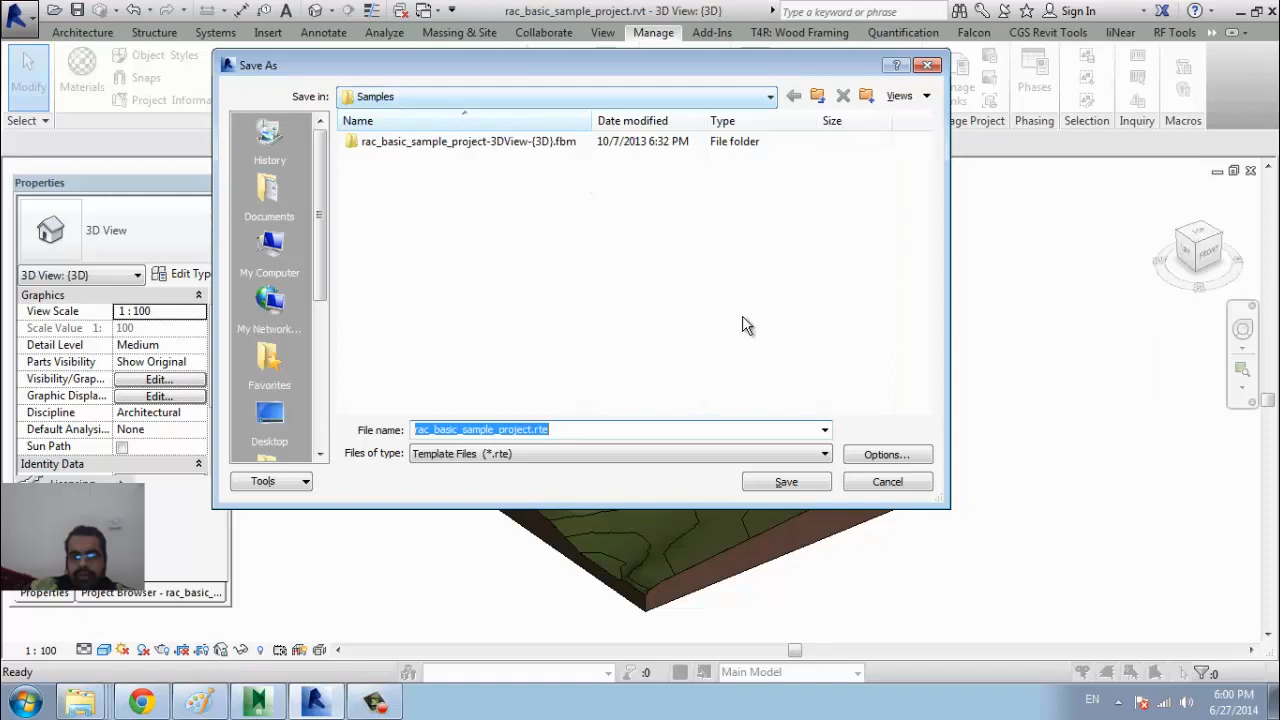 rac_basic_sample_project.rvt - 3D View: {3D}
Type a keyword or phrase
Sign In
Architecture Structure Systems Insert Annotate Analyze Massing & Site Collaborate View Manage Add-Ins T4R: Wood Framing Quantification Falcon CGS Revit Tools liNear RF Tools
Modify
Materials
Object Styles
Snaps
Project Informa
Select
Phases
anage Project Phasing Selection Inquiry Macros
Save As
Save in: Samples Views
Name Date modified Type Size
rac_basic_sample_project-3DView-{3D}.fbm 10/7/2013 6:32 PM File folder
History
Documents
My Computer
My Network...
Favorites
Desktop
File name: rac_basic_sample_project.rte
Files of type: Template Files (*.rte) Options...
Tools Save Cancel
Properties
3D View
3D View: {3D} Edit Typ
Graphics
View Scale 1 : 100
Scale Value 1: 100
Detail Level Medium
Parts Visibility Show Original
Visibility/Grap... Edit...
Graphic Displa... Edit...
Discipline Architectural
Default Analysi... None
Sun Path
Identity Data
Properties Project Browser - rac_basic_...
FRONT
1 : 100
Ready :0 Main Model :0
EN
6:00 PM
6/27/2014